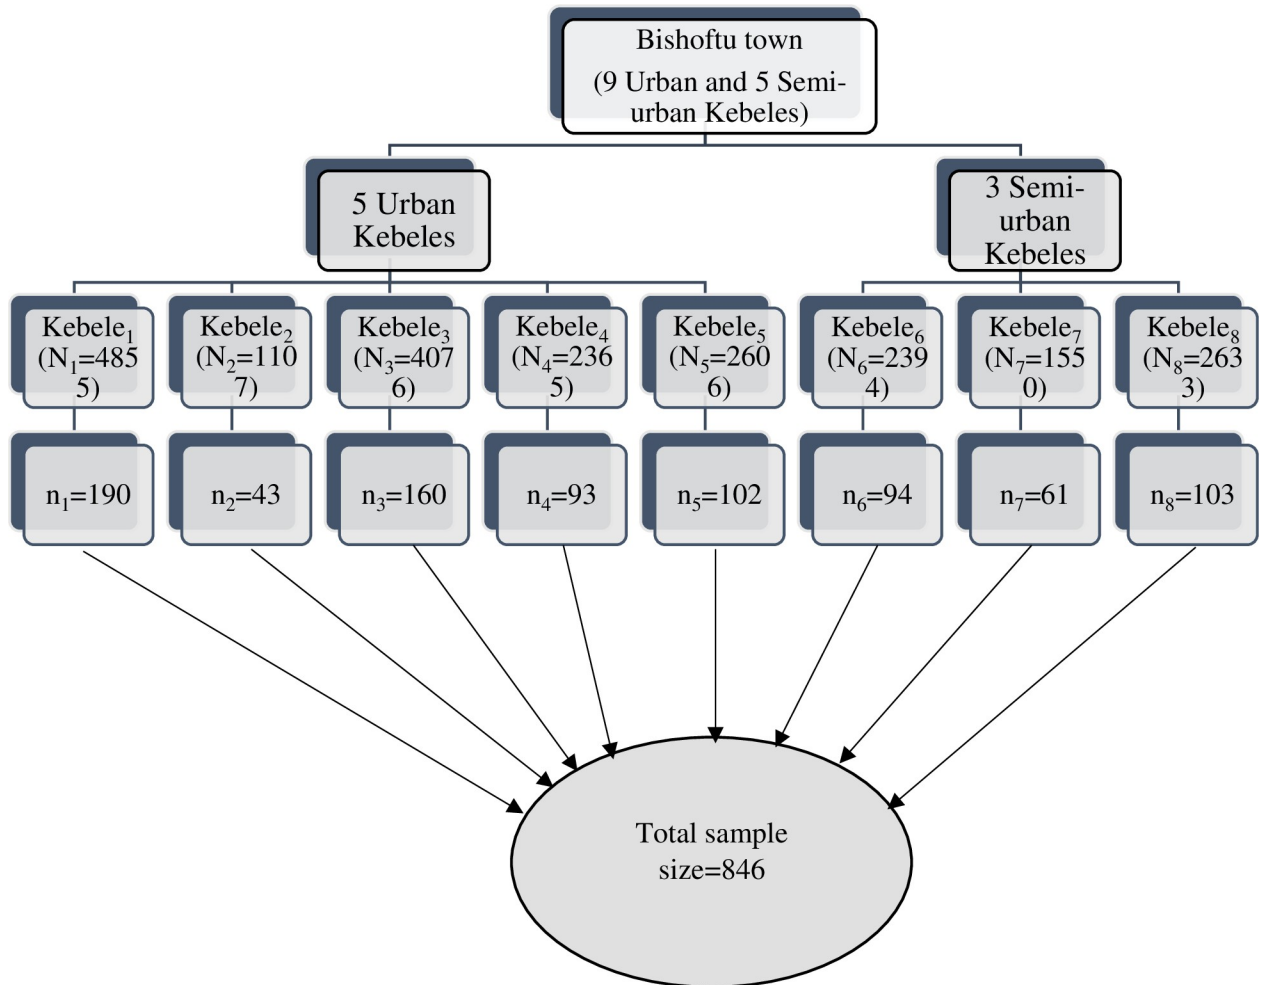 Bishoftu town
(9 Urban and 5 Semi-
urban Kebeles)
5 Urban
Kebeles
3 Semi-
urban
Kebeles
Kebele₁
(N₁=485
5)
Kebele₂
(N₂=110
7)
Kebele₃
(N₃=407
6)
Kebele₄
(N₄=236
5)
Kebele₅
(N₅=260
6)
Kebele₆
(N₆=239
4)
Kebele₇
(N₇=155
0)
Kebele₈
(N₈=263
3)
n₁=190
n₂=43
n₃=160
n₄=93
n₅=102
n₆=94
n₇=61
n₈=103
Total sample
size=846